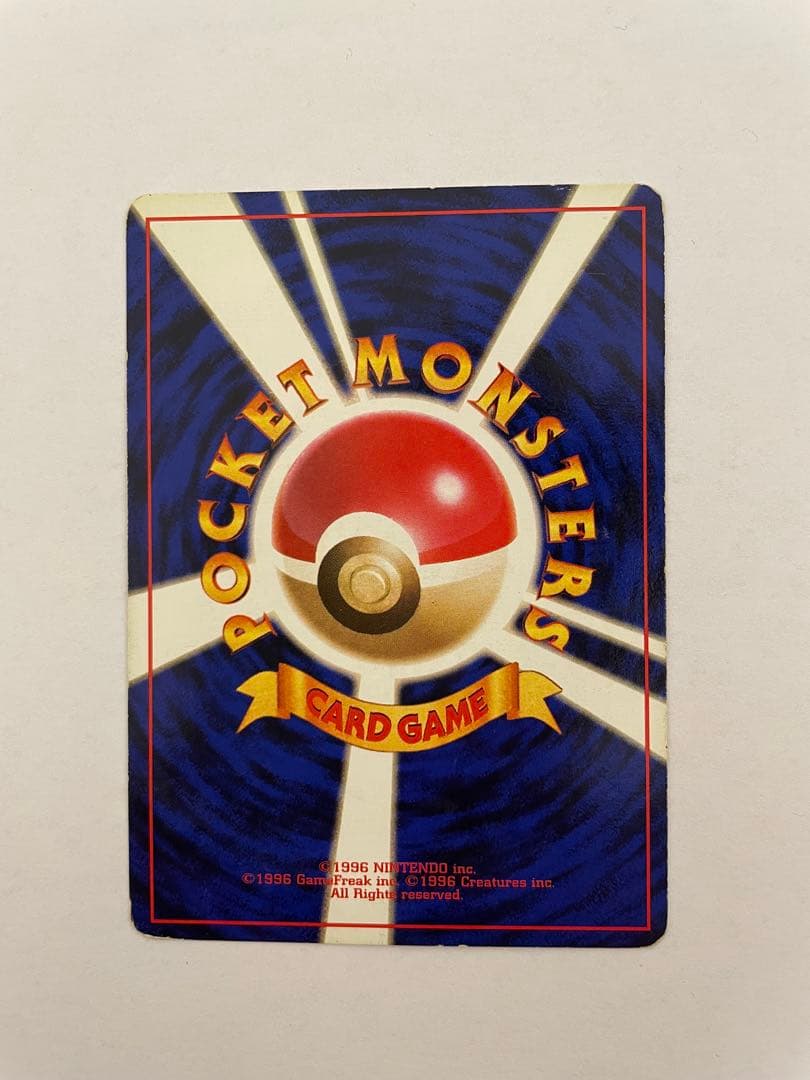 POCKET MONSTERS
CARD GAME
©1996 NINTENDO inc.
©1996 GameFreak inc. ©1996 Creatures inc.
All Rights reserved.